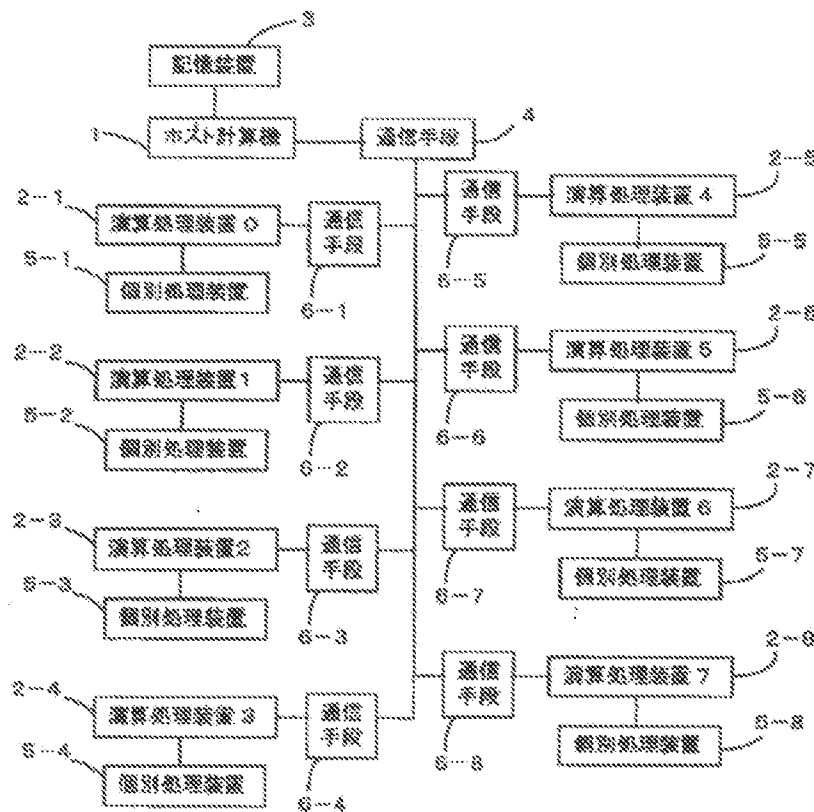 3
記憶装置
1
ホスト計算機
通信手段
4
2-1
演算処理装置0
通信
手段
5-1
個別処理装置
6-1
2-2
演算処理装置1
通信
手段
5-2
個別処理装置
6-2
2-3
演算処理装置2
通信
手段
5-3
個別処理装置
6-3
2-4
演算処理装置3
通信
手段
5-4
個別処理装置
6-4
通信
手段
演算処理装置4
2-5
個別処理装置
5-5
6-5
通信
手段
演算処理装置5
2-6
個別処理装置
5-6
6-6
通信
手段
演算処理装置6
2-7
個別処理装置
5-7
6-7
通信
手段
演算処理装置7
個別処理装置
5-8
6-8